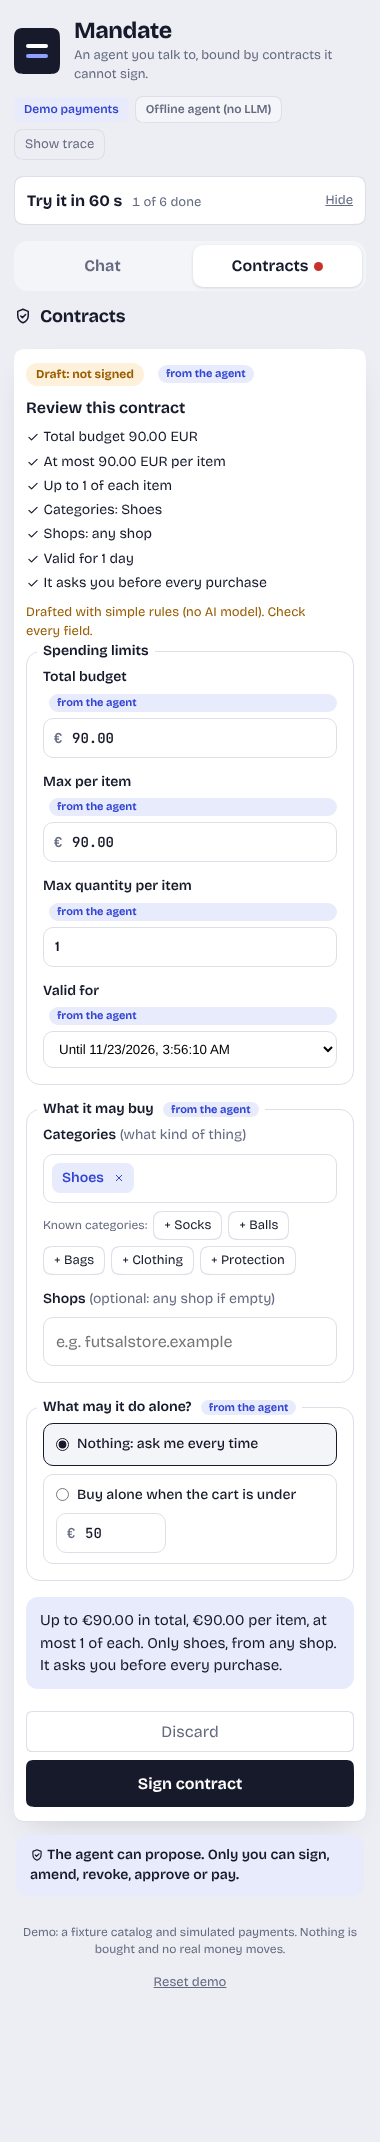 Mandate
An agent you talk to, bound by contracts it
cannot sign.
Demo payments
Offline agent (no LLM)
Show trace
Try it in 60 s 1 of 6 done Hide
Chat
Contracts
Contracts
Draft: not signed
from the agent
Review this contract
✓ Total budget 90.00 EUR
✓ At most 90.00 EUR per item
✓ Up to 1 of each item
✓ Categories: Shoes
✓ Shops: any shop
✓ Valid for 1 day
✓ It asks you before every purchase
Drafted with simple rules (no AI model). Check
every field.
Spending limits
Total budget
from the agent
€ 90.00
Max per item
from the agent
€ 90.00
Max quantity per item
from the agent
1
Valid for
from the agent
Until 11/23/2026, 3:56:10 AM
What it may buy from the agent
Categories (what kind of thing)
Shoes ×
Known categories: + Socks + Balls
+ Bags + Clothing + Protection
Shops (optional: any shop if empty)
e.g. futsalstore.example
What may it do alone? from the agent
Nothing: ask me every time
Buy alone when the cart is under
€ 50
Up to €90.00 in total, €90.00 per item, at
most 1 of each. Only shoes, from any shop.
It asks you before every purchase.
Discard
Sign contract
The agent can propose. Only you can sign,
amend, revoke, approve or pay.
Demo: a fixture catalog and simulated payments. Nothing is
bought and no real money moves.
Reset demo